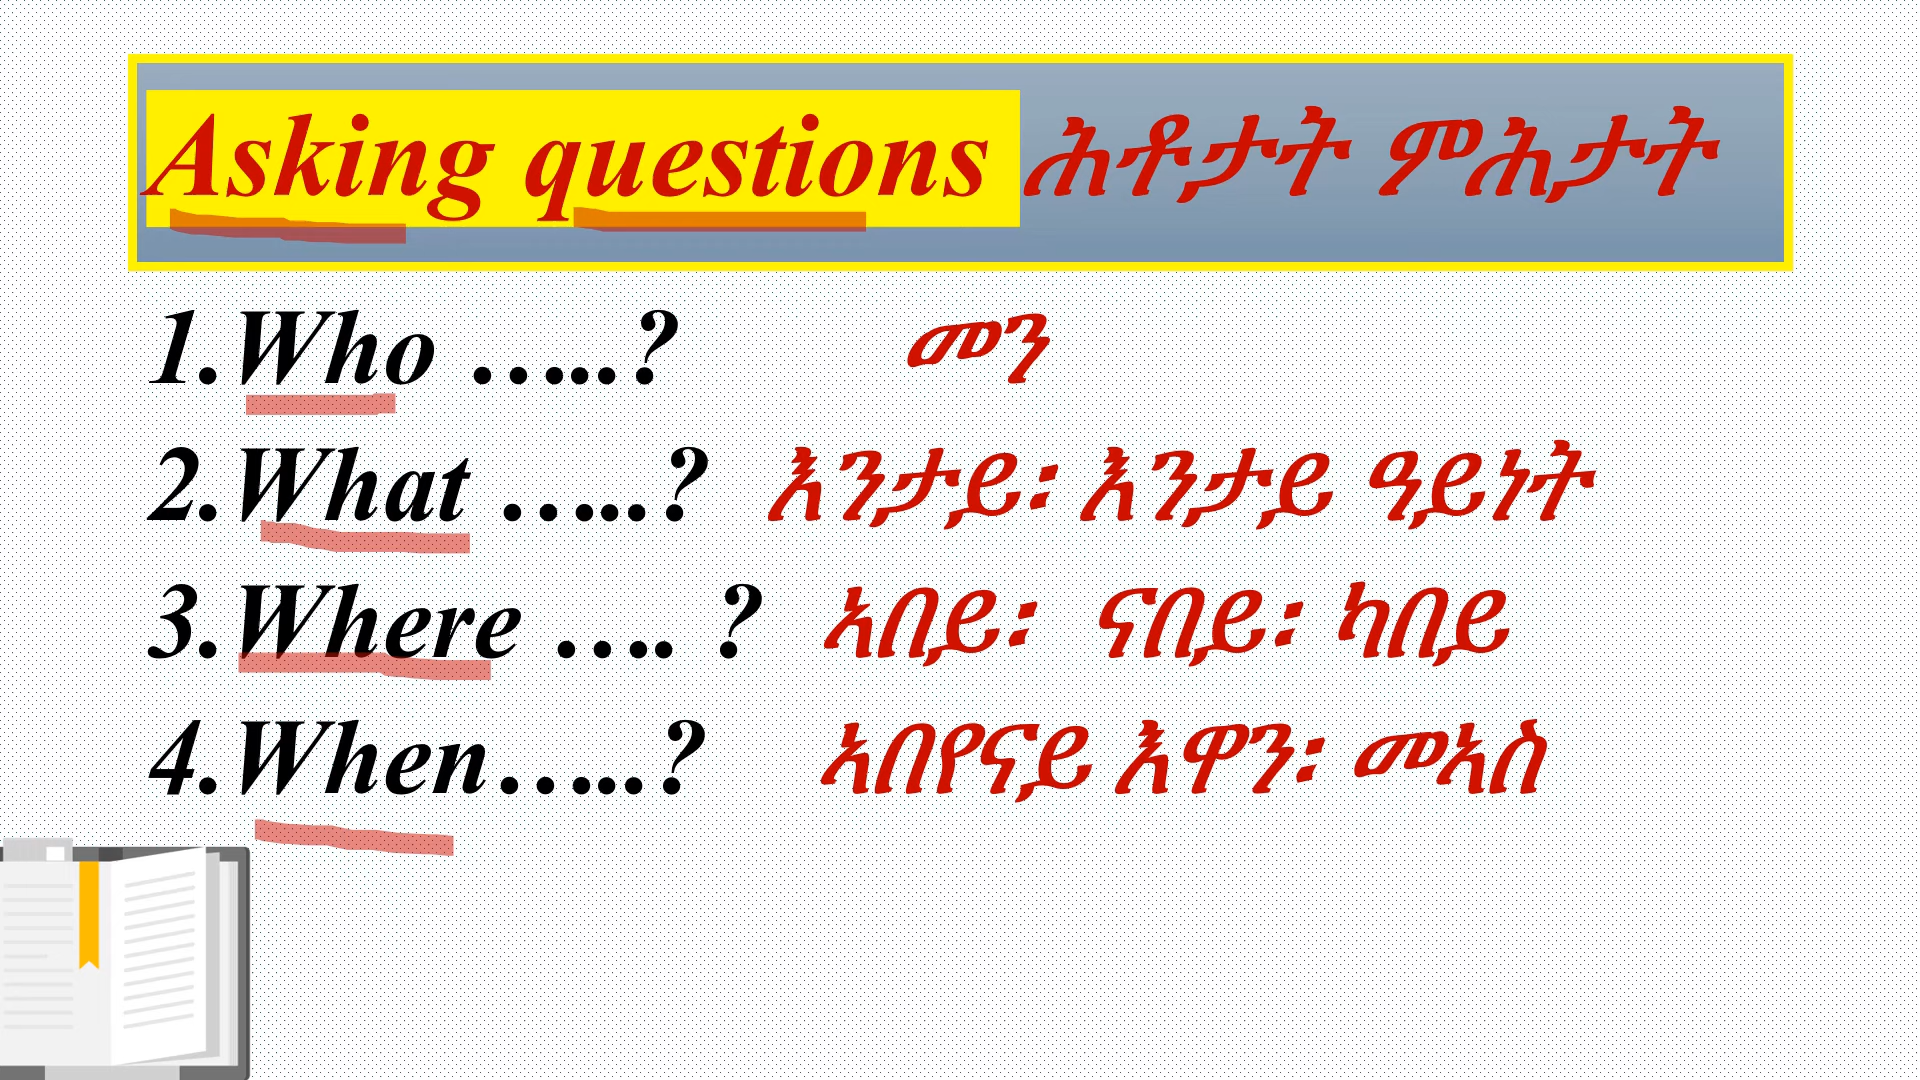 Asking questions ሕቶታት ምሕታት
1.Who …..? መን
2.What …..? እንታይ፡ እንታይ ዓይነት
3.Where …. ? ኣበይ፡ ናበይ፡ ካበይ
4.When…..? ኣበየናይ እዋን፡ መኣስ